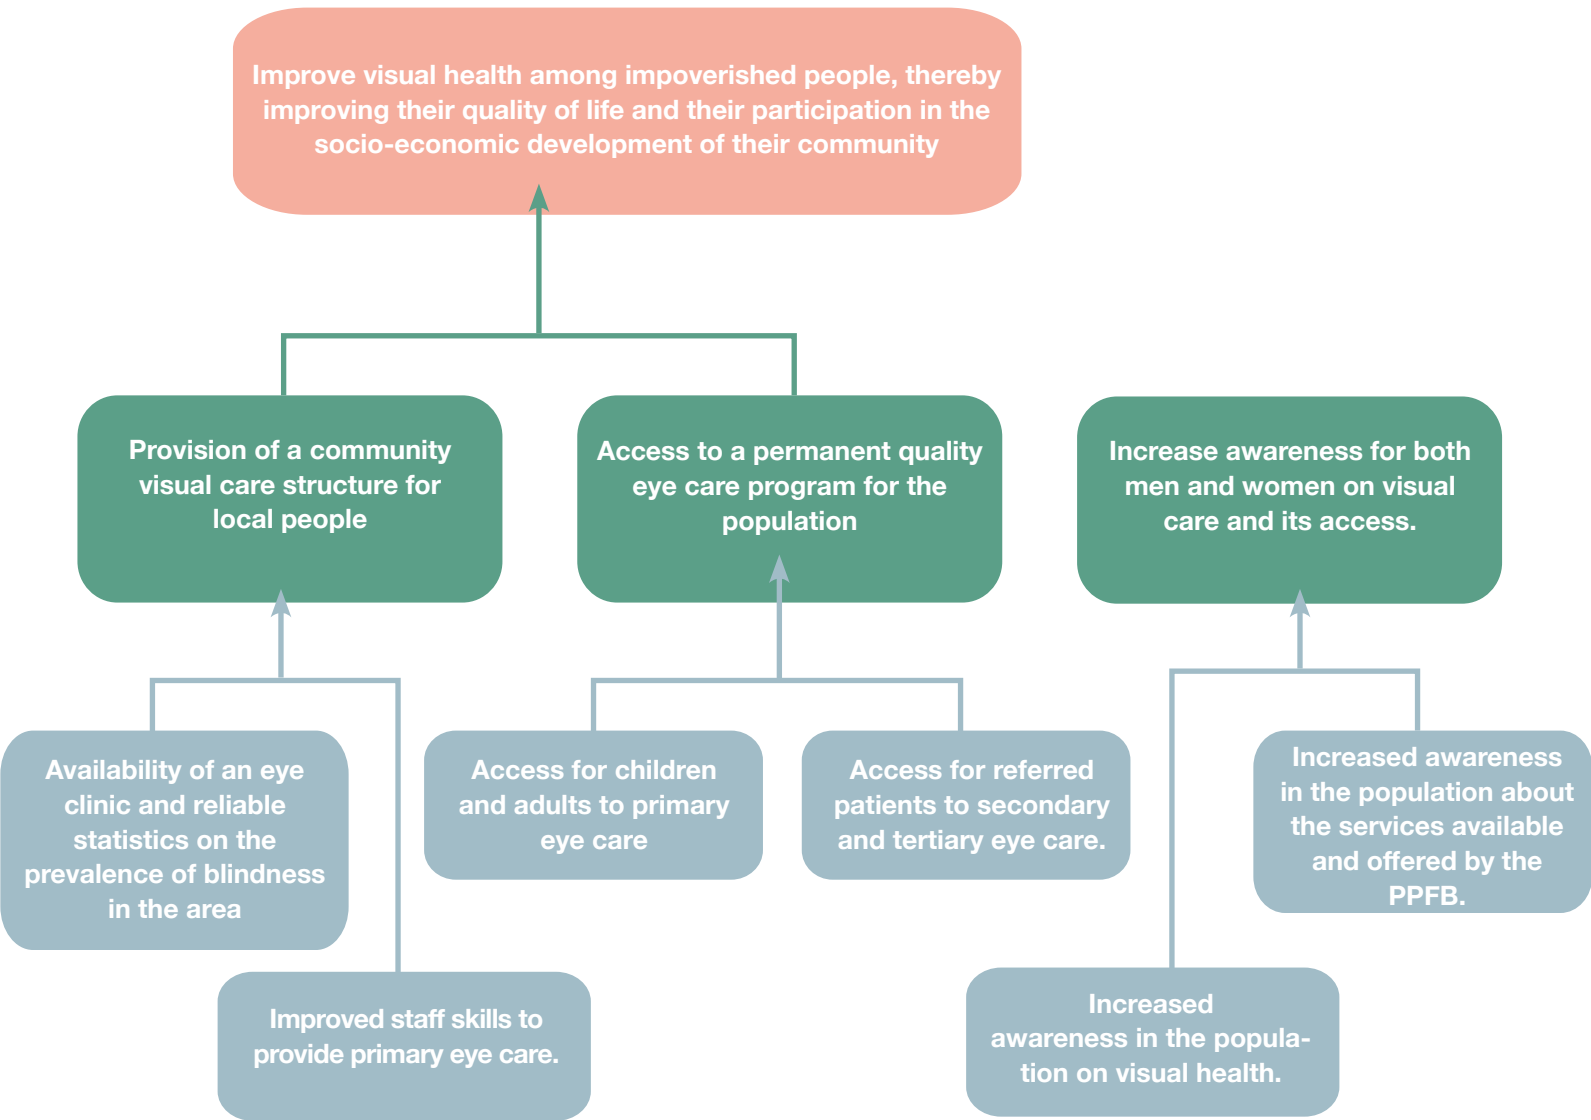 Improve visual health among impoverished people, thereby
improving their quality of life and their participation in the
socio-economic development of their community
Provision of a community
visual care structure for
local people
Access to a permanent quality
eye care program for the
population
Increase awareness for both
men and women on visual
care and its access.
Availability of an eye
clinic and reliable
statistics on the
prevalence of blindness
in the area
Access for children
and adults to primary
eye care
Access for referred
patients to secondary
and tertiary eye care.
Increased awareness
in the population about
the services available
and offered by the
PPFB.
Improved staff skills to
provide primary eye care.
Increased
awareness in the popula-
tion on visual health.